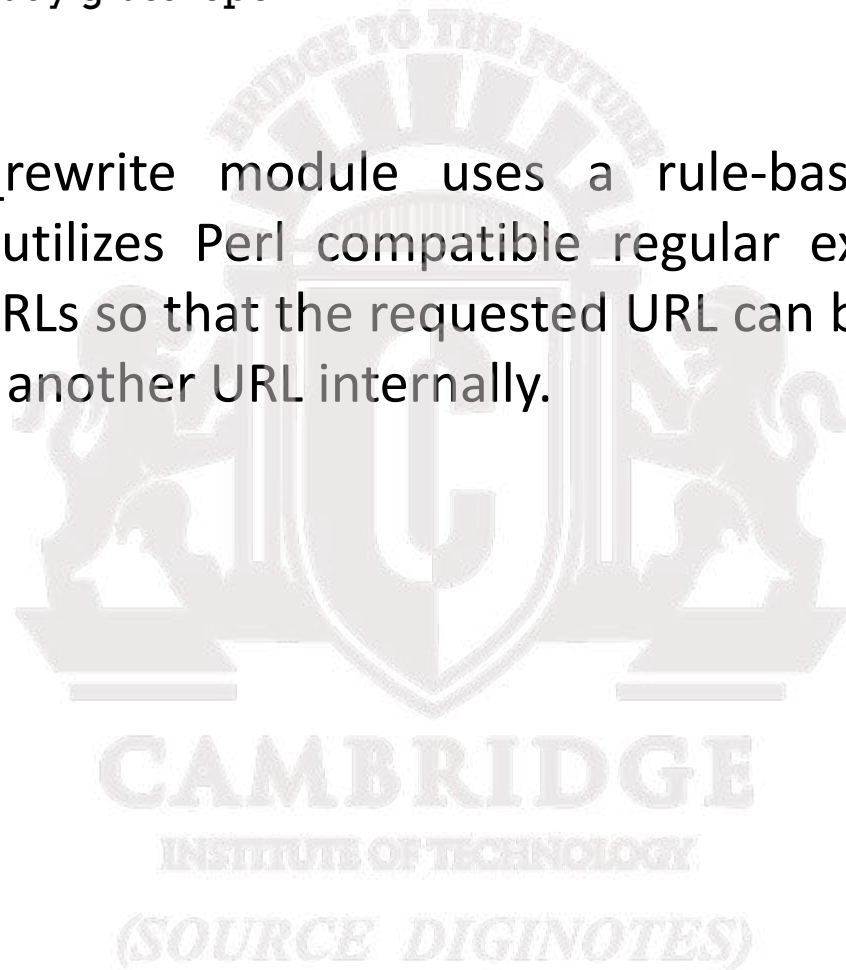 _rewrite module uses a rule-bas
utilizes Perl compatible regular ex
RLs so that the requested URL can b
another URL internally.
BRIDGE TO THE FUTURE
C
CAMBRIDGE
INSTITUTE OF TECHNOLOGY
(SOURCE DIGINOTES)